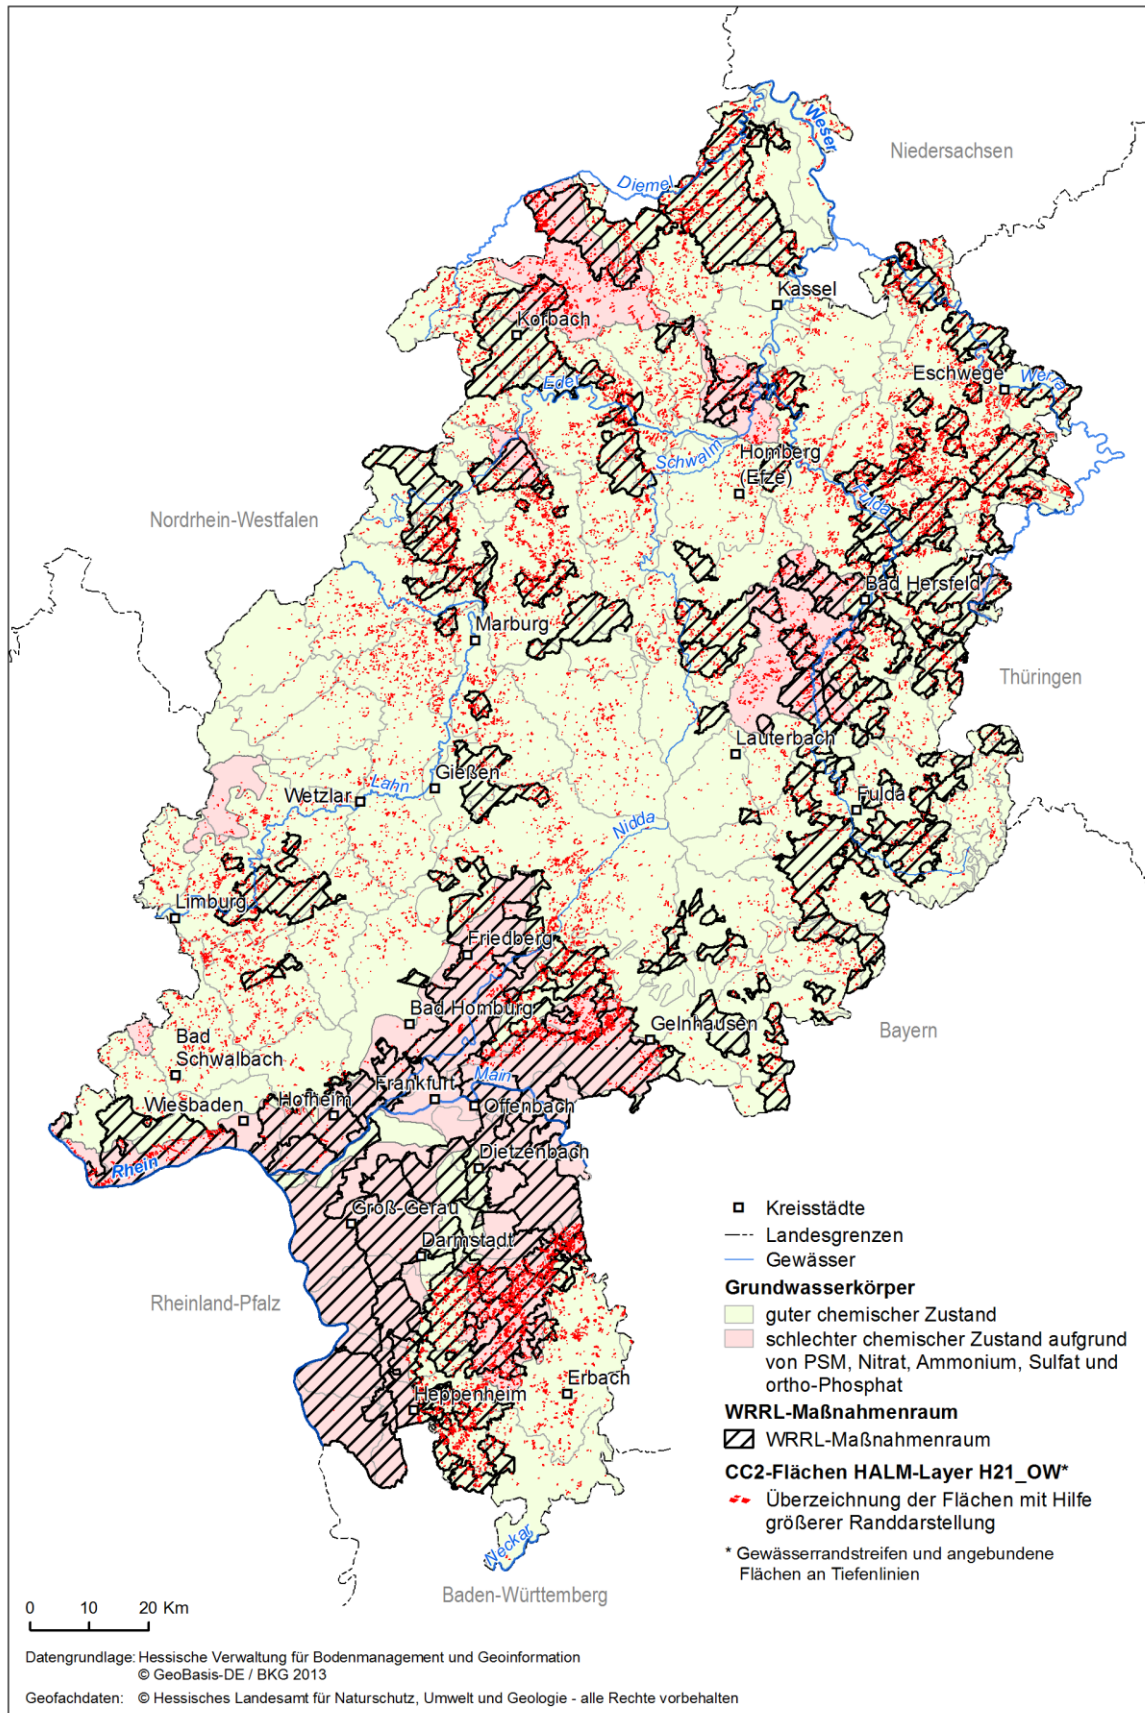 Weser
Niedersachsen
Diemel
Kassel
Korbach
Eschwege
Werra
Eder
Schwalm
Homberg
(Efze)
Fulda
Nordrhein-Westfalen
Bad Hersfeld
Marburg
Thüringen
Lauterbach
Gießen
Lahn
Wetzlar
Fulda
Nidda
Limburg
Friedberg
Bad Homburg
Gelnhausen
Bayern
Bad
Schwalbach
Main
Frankfurt
Hofheim
Wiesbaden
Offenbach
Rhein
Dietzenbach
Groß-Gerau
Darmstadt
Rheinland-Pfalz
Erbach
Heppenheim
Neckar
Baden-Württemberg
Kreisstädte
Landesgrenzen
Gewässer
Grundwasserkörper
guter chemischer Zustand
schlechter chemischer Zustand aufgrund
von PSM, Nitrat, Ammonium, Sulfat und
ortho-Phosphat
WRRL-Maßnahmenraum
WRRL-Maßnahmenraum
CC2-Flächen HALM-Layer H21_OW*
Überzeichnung der Flächen mit Hilfe
größerer Randdarstellung
* Gewässerrandstreifen und angebundene
Flächen an Tiefenlinien
0 10 20 Km
Datengrundlage: Hessische Verwaltung für Bodenmanagement und Geoinformation
© GeoBasis-DE / BKG 2013
Geofachdaten: © Hessisches Landesamt für Naturschutz, Umwelt und Geologie - alle Rechte vorbehalten